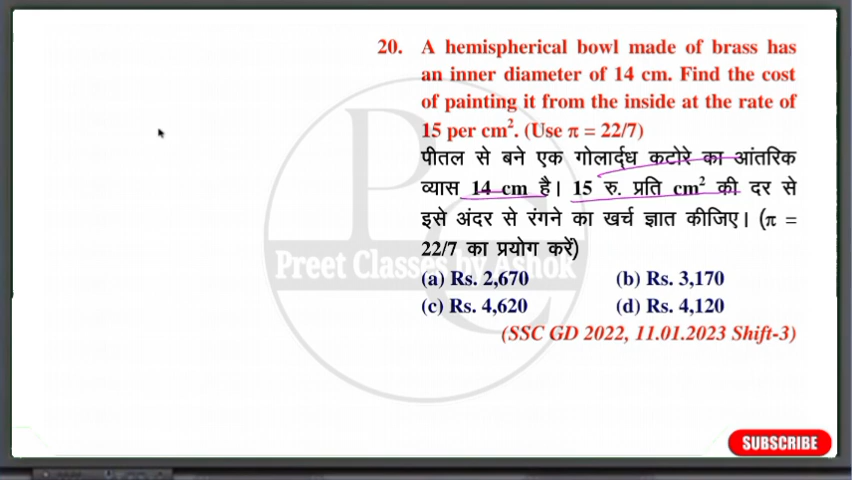 20. A hemispherical bowl made of brass has
an inner diameter of 14 cm. Find the cost
of painting it from the inside at the rate of
15 per cm². (Use π = 22/7)
पीतल से बने एक गोलार्द्ध कटोरे का आंतरिक
व्यास 14 cm है। 15 रु. प्रति cm² की दर से
इसे अंदर से रंगने का खर्च ज्ञात कीजिए। (π =
22/7 का प्रयोग करें)
Preet Classes by Ashok
(a) Rs. 2,670 (b) Rs. 3,170
(c) Rs. 4,620 (d) Rs. 4,120
(SSC GD 2022, 11.01.2023 Shift-3)
SUBSCRIBE